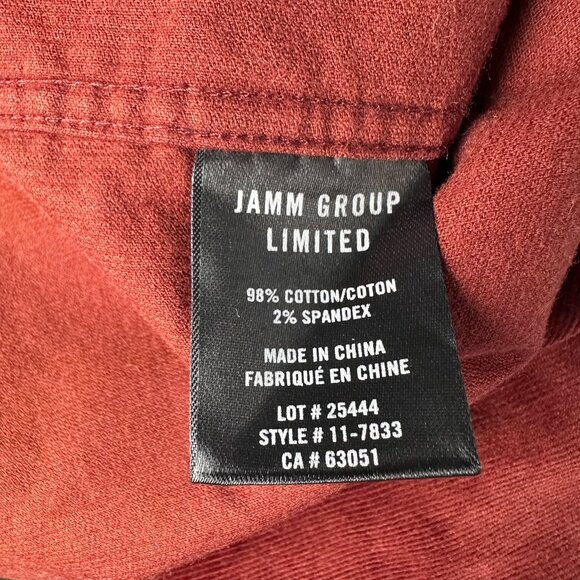 JAMM GROUP
LIMITED
98% COTTON/COTON
2% SPANDEX
MADE IN CHINA
FABRIQUÉ EN CHINE
LOT # 25444
STYLE # 11-7833
CA # 63051